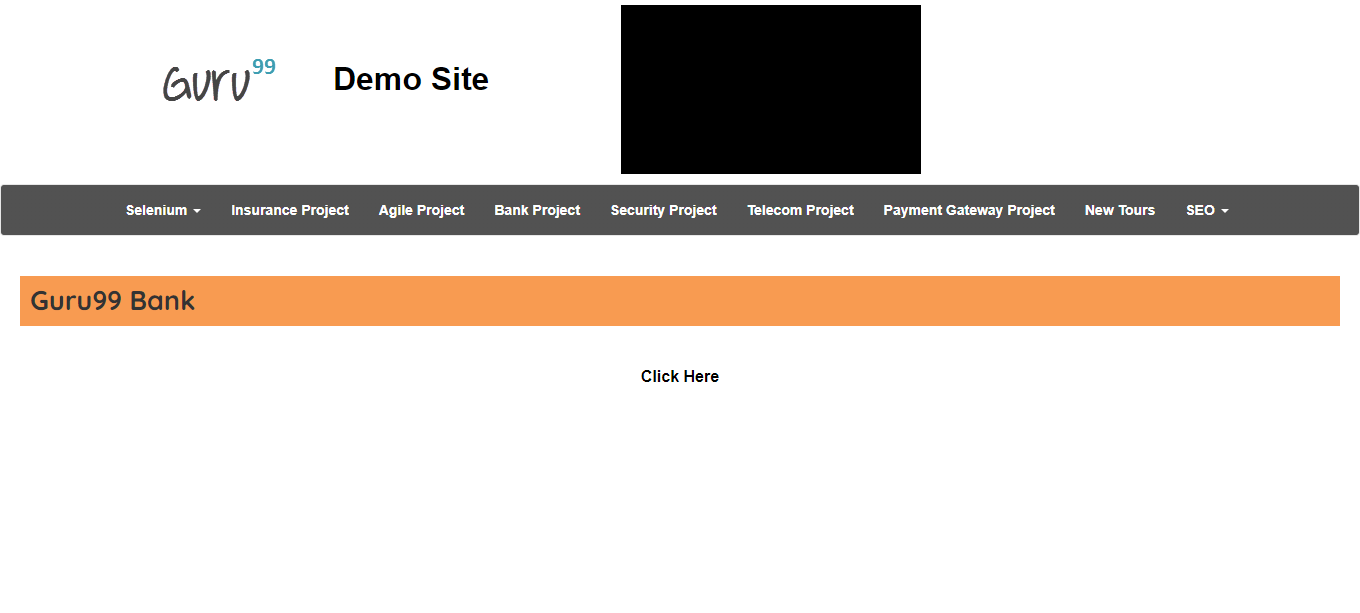 Guru99
Demo Site
Selenium Insurance Project Agile Project Bank Project Security Project Telecom Project Payment Gateway Project New Tours SEO
Guru99 Bank
Click Here